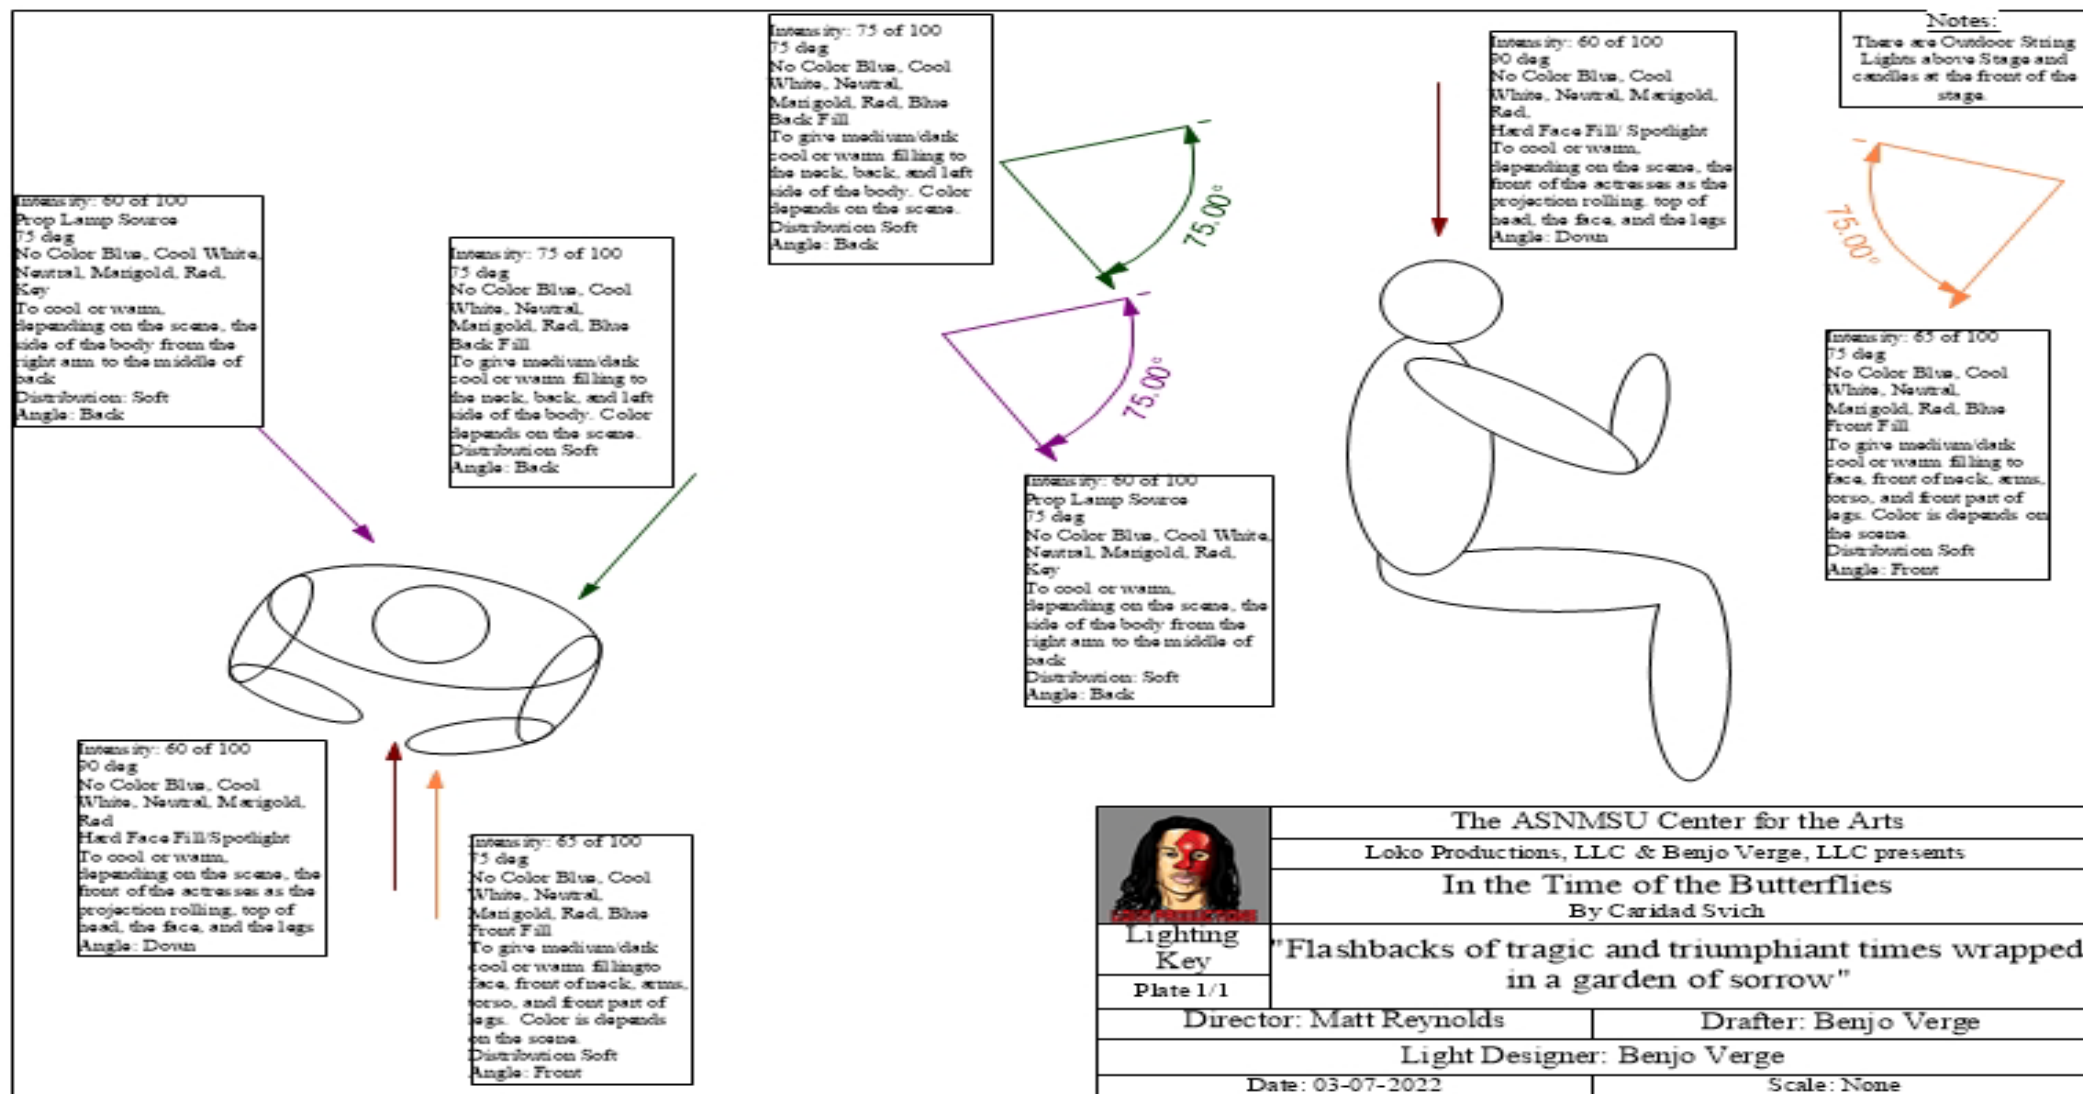 Intensity: 60 of 100
Prop Lamp Source
75 deg
No Color Blue, Cool White,
Neutral, Marigold, Red,
Key
To cool or warm,
depending on the scene, the
side of the body from the
right arm to the middle of
back
Distribution: Soft
Angle: Back
Intensity: 75 of 100
75 deg
No Color Blue, Cool
White, Neutral,
Marigold, Red, Blue
Back Fill
To give medium/dark
cool or warm filling to
the neck, back, and left
side of the body. Color
depends on the scene.
Distribution Soft
Angle: Back
Intensity: 60 of 100
90 deg
No Color Blue, Cool
White, Neutral, Marigold,
Red
Hard Face Fill/Spotlight
To cool or warm,
depending on the scene, the
front of the actresses as the
projection rolling, top of
head, the face, and the legs
Angle: Down
Intensity: 65 of 100
75 deg
No Color Blue, Cool
White, Neutral,
Marigold, Red, Blue
Front Fill
To give medium/dark
cool or warm fillingto
face, front of neck, arms,
torso, and front part of
legs. Color is depends
on the scene.
Distribution Soft
Angle: Front
Intensity: 75 of 100
75 deg
No Color Blue, Cool
White, Neutral,
Marigold, Red, Blue
Back Fill
To give medium/dark
cool or warm filling to
the neck, back, and left
side of the body. Color
depends on the scene.
Distribution Soft
Angle: Back
75.00°
75.00°
Intensity: 60 of 100
Prop Lamp Source
75 deg
No Color Blue, Cool White,
Neutral, Marigold, Red,
Key
To cool or warm,
depending on the scene, the
side of the body from the
right arm to the middle of
back
Distribution: Soft
Angle: Back
Intensity: 60 of 100
90 deg
No Color Blue, Cool
White, Neutral, Marigold,
Red,
Hard Face Fill/ Spotlight
To cool or warm,
depending on the scene, the
front of the actresses as the
projection rolling. top of
head, the face, and the legs
Angle: Down
Notes:
There are Outdoor String
Lights above Stage and
candles at the front of the
stage.
75.00°
Intensity: 65 of 100
75 deg
No Color Blue, Cool
White, Neutral,
Marigold, Red, Blue
Front Fill
To give medium/dark
cool or warm filling to
face, front of neck, arms,
torso, and front part of
legs. Color is depends on
the scene.
Distribution Soft
Angle: Front
LOKO PRODUCTIONS
The ASNMSU Center for the Arts
Loko Productions, LLC & Benjo Verge, LLC presents
In the Time of the Butterflies
By Caridad Svich
Lighting
Key
Plate 1/1
"Flashbacks of tragic and triumphiant times wrapped
in a garden of sorrow"
Director: Matt Reynolds
Drafter: Benjo Verge
Light Designer: Benjo Verge
Date: 03-07-2022
Scale: None